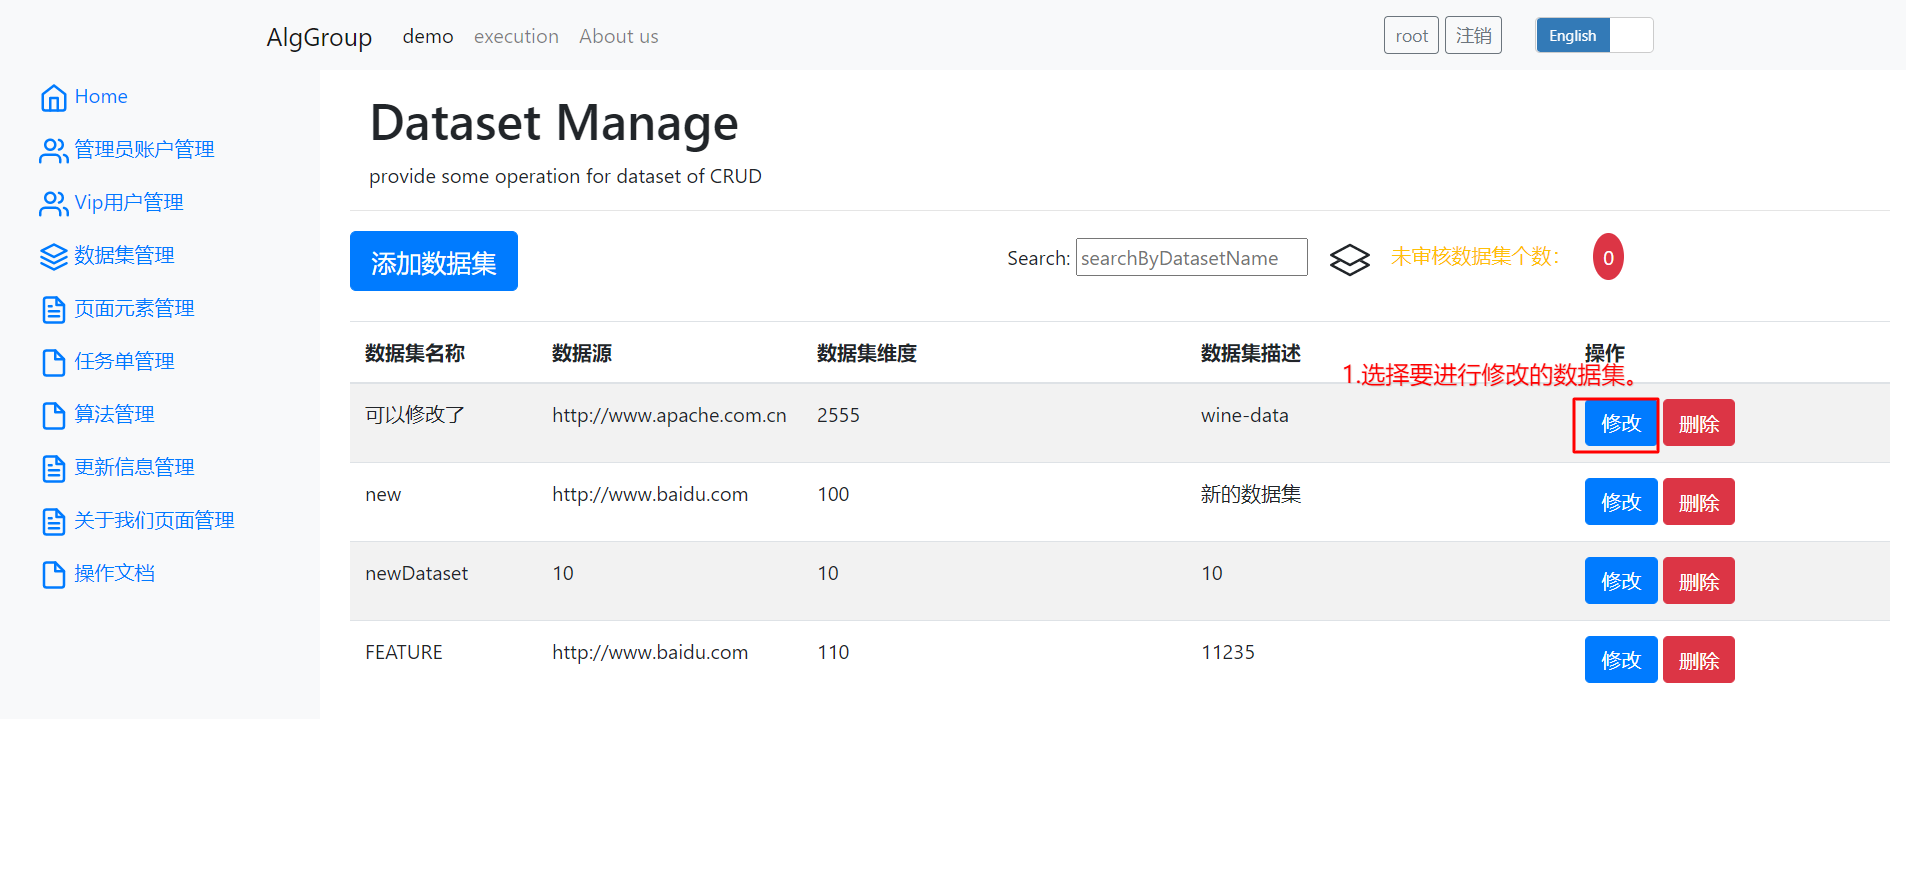 AlgGroup demo execution About us root 注销 English
Home
管理员账户管理
Vip用户管理
数据集管理
页面元素管理
任务单管理
算法管理
更新信息管理
关于我们页面管理
操作文档
Dataset Manage
provide some operation for dataset of CRUD
添加数据集 Search: searchByDatasetName 未审核数据集个数: 0
数据集名称 数据源 数据集维度 数据集描述 操作
1.选择要进行修改的数据集。
可以修改了 http://www.apache.com.cn 2555 wine-data 修改 删除
new http://www.baidu.com 100 新的数据集 修改 删除
newDataset 10 10 10 修改 删除
FEATURE http://www.baidu.com 110 11235 修改 删除